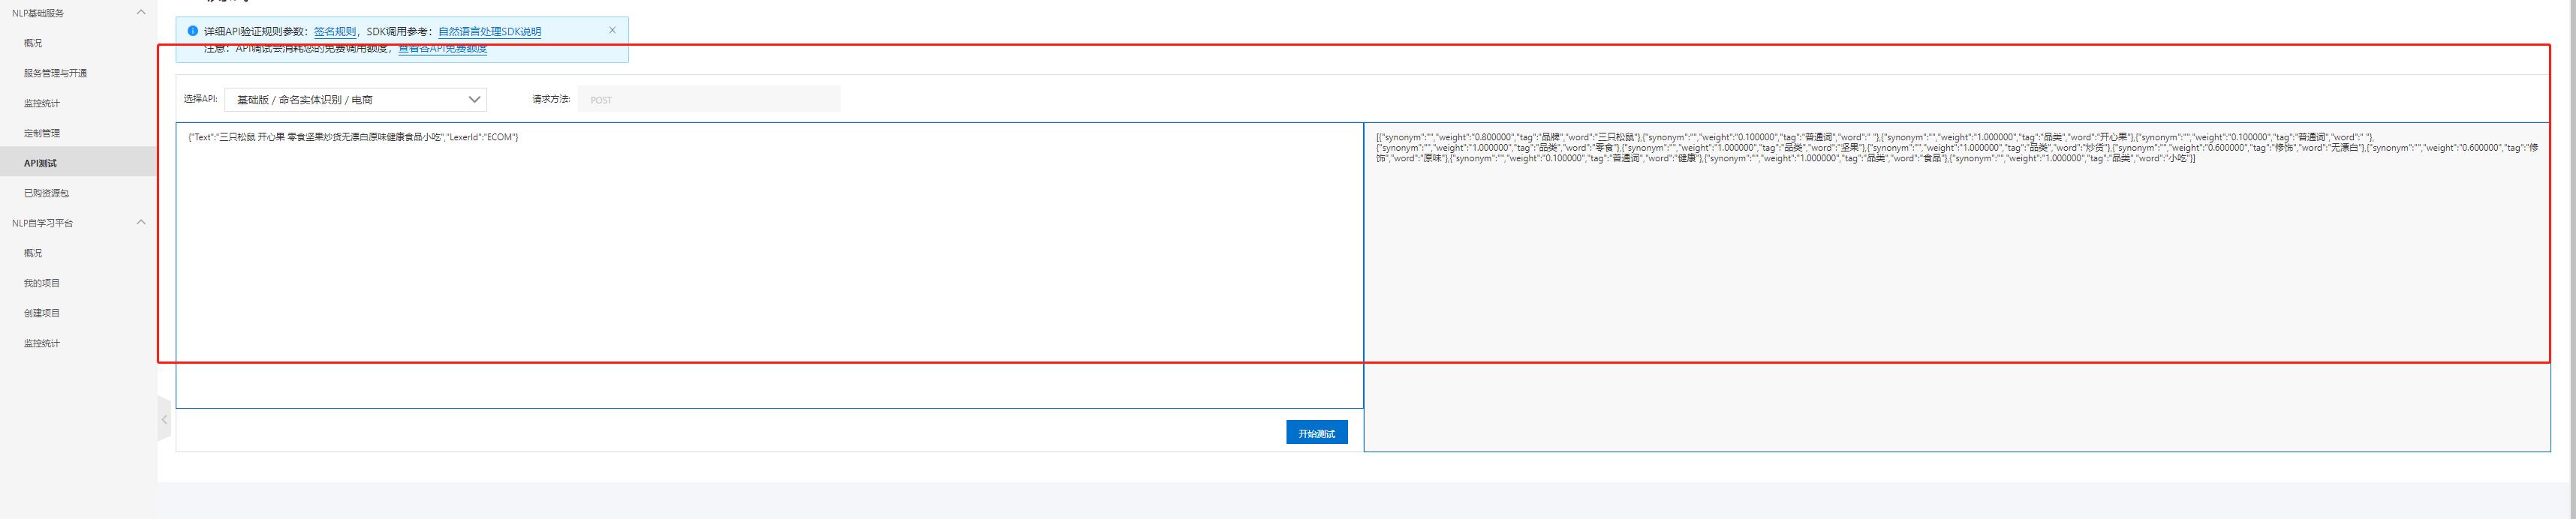 NLP基础服务
概况
服务管理与开通
监控统计
定制管理
API测试
已购资源包
NLP自学习平台
概况
我的项目
创建项目
监控统计
详细API验证规则参数：签名规则，SDK调用参考：自然语言处理SDK说明
注意：API调试会消耗您的免费调用额度，查看各API免费额度
选择API: 基础版 / 命名实体识别 / 电商
请求方法: POST
{"Text":"三只松鼠 开心果 零食坚果炒货无漂白原味健康食品小吃","LexerId":"ECOM"}
开始测试
[{"synonym":"","weight":"0.800000","tag":"品牌","word":"三只松鼠"},{"synonym":"","weight":"0.100000","tag":"普通词","word":" "},{"synonym":"","weight":"1.000000","tag":"品类","word":"开心果"},{"synonym":"","weight":"0.100000","tag":"普通词","word":" "},
{"synonym":"","weight":"1.000000","tag":"品类","word":"零食"},{"synonym":"","weight":"1.000000","tag":"品类","word":"坚果"},{"synonym":"","weight":"1.000000","tag":"品类","word":"炒货"},{"synonym":"","weight":"0.600000","tag":"修饰","word":"无漂白"},{"synonym":"","weight":"0.600000","tag":"修
饰","word":"原味"},{"synonym":"","weight":"0.100000","tag":"普通词","word":"健康"},{"synonym":"","weight":"1.000000","tag":"品类","word":"食品"},{"synonym":"","weight":"1.000000","tag":"品类","word":"小吃"}]